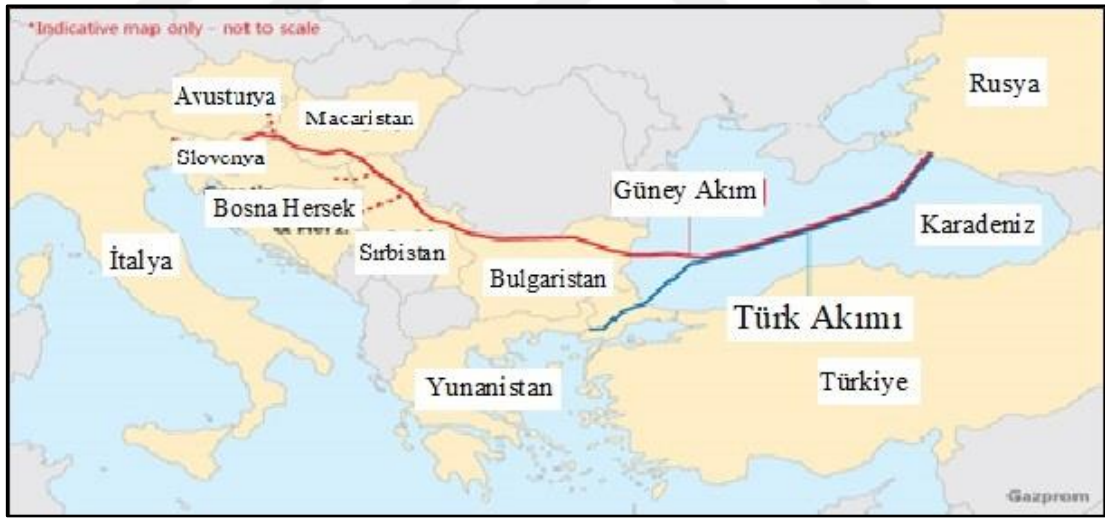 *Indicative map only – not to scale
Rusya
Avusturya
Macaristan
Slovenya
Güney Akım
Bosna Hersek
Karadeniz
Sırbistan
İtalya
Bulgaristan
Türk Akımı
Yunanistan
Türkiye
Gazprom